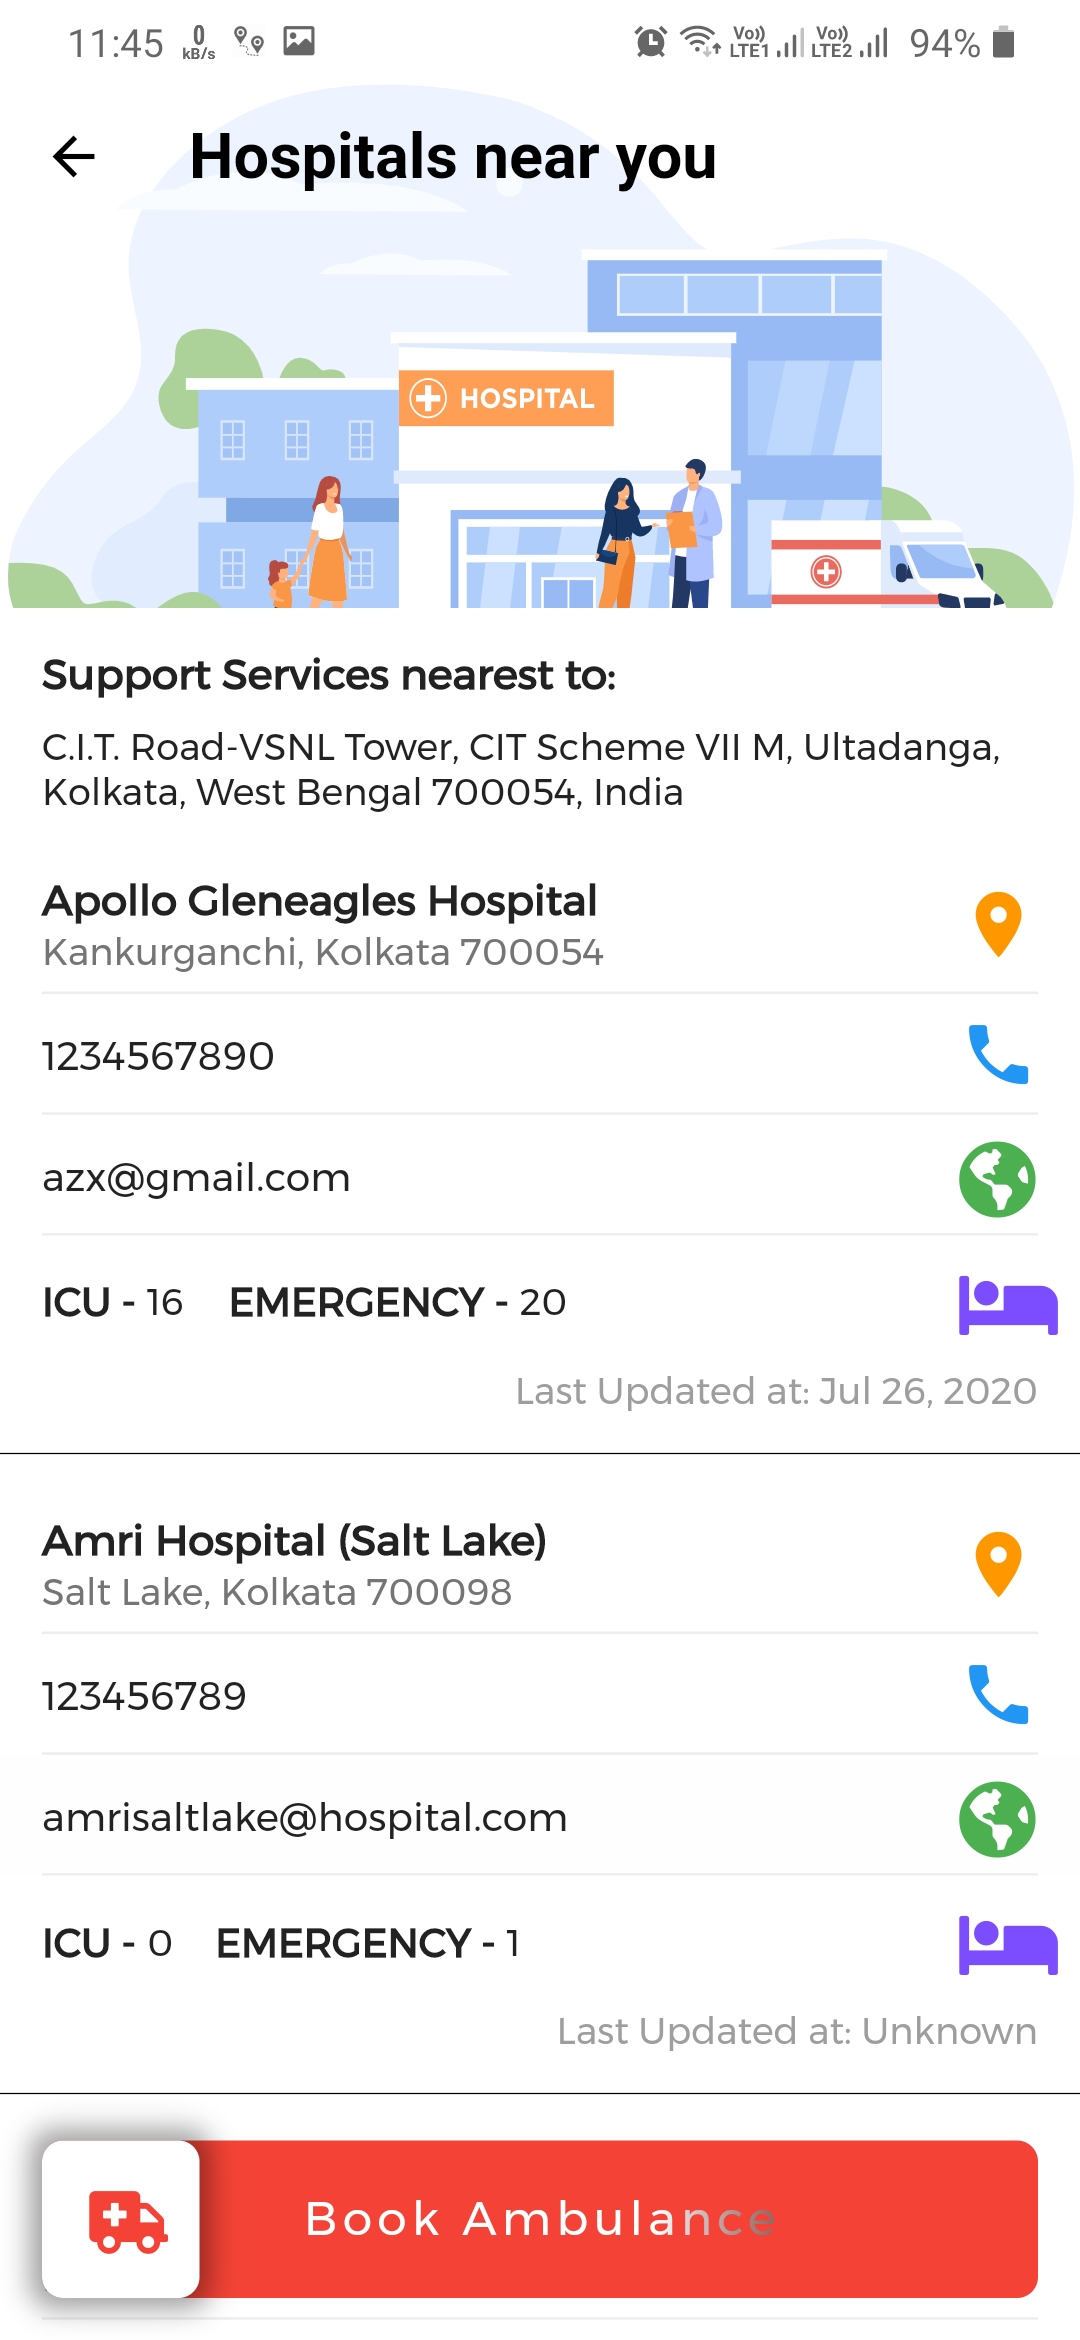 11:45 0 kB/s Vo)) LTE1 Vo)) LTE2 94%
Hospitals near you
HOSPITAL
Support Services nearest to:
C.I.T. Road-VSNL Tower, CIT Scheme VII M, Ultadanga,
Kolkata, West Bengal 700054, India
Apollo Gleneagles Hospital
Kankurganchi, Kolkata 700054
1234567890
azx@gmail.com
ICU - 16 EMERGENCY - 20
Last Updated at: Jul 26, 2020
Amri Hospital (Salt Lake)
Salt Lake, Kolkata 700098
123456789
amrisaltlake@hospital.com
ICU - 0 EMERGENCY - 1
Last Updated at: Unknown
Book Ambulance